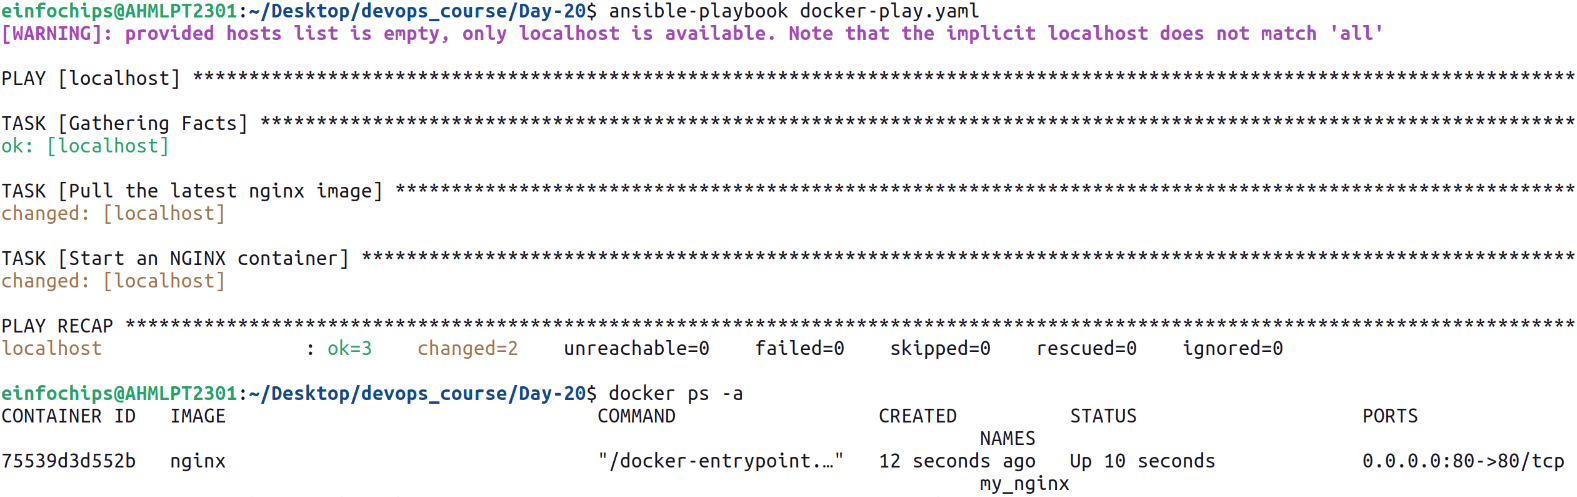 einfochips@AHMLPT2301:~/Desktop/devops_course/Day-20$ ansible-playbook docker-play.yaml
[WARNING]: provided hosts list is empty, only localhost is available. Note that the implicit localhost does not match 'all'
PLAY [localhost] ***************************************************************************************************************************
TASK [Gathering Facts] *********************************************************************************************************************
ok: [localhost]
TASK [Pull the latest nginx image] *********************************************************************************************************
changed: [localhost]
TASK [Start an NGINX container] ************************************************************************************************************
changed: [localhost]
PLAY RECAP *********************************************************************************************************************************
localhost                  : ok=3    changed=2    unreachable=0    failed=0    skipped=0    rescued=0    ignored=0
einfochips@AHMLPT2301:~/Desktop/devops_course/Day-20$ docker ps -a
CONTAINER ID   IMAGE                                 COMMAND                  CREATED          STATUS                    PORTS
                                                                                       NAMES
75539d3d552b   nginx                                 "/docker-entrypoint.…"   12 seconds ago   Up 10 seconds             0.0.0.0:80->80/tcp
                                                                                       my_nginx